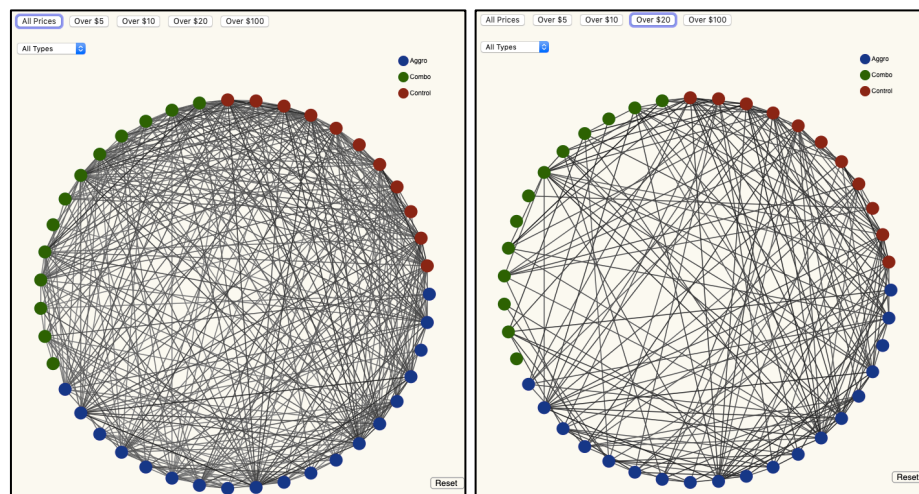 All Prices Over $5 Over $10 Over $20 Over $100
All Types
Aggro
Combo
Control
Reset
All Prices Over $5 Over $10 Over $20 Over $100
All Types
Aggro
Combo
Control
Reset